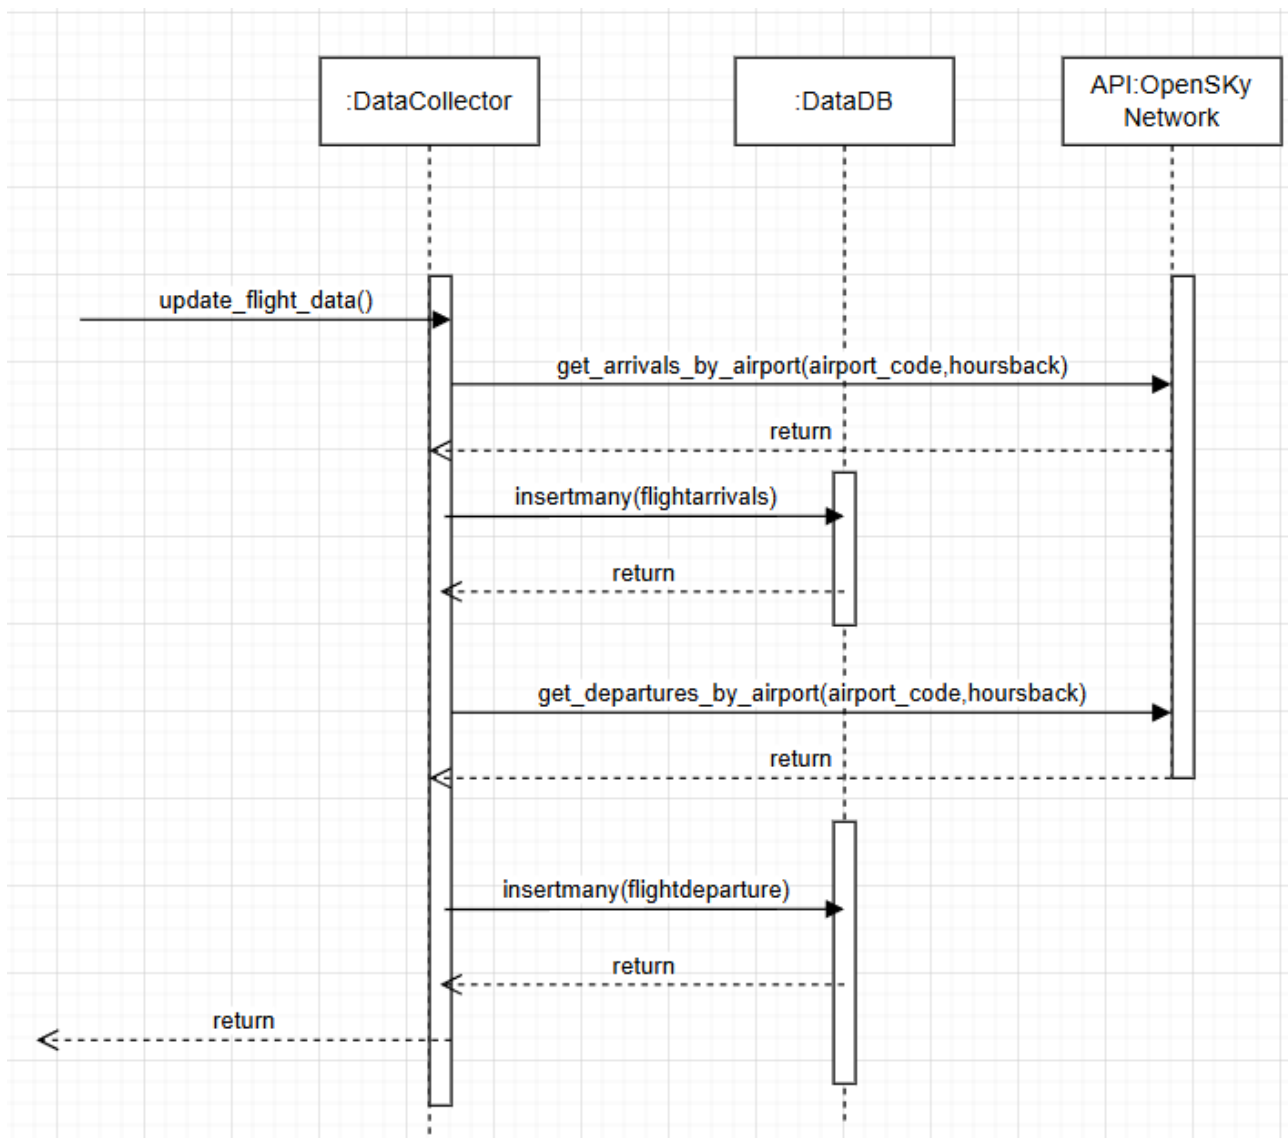 :DataCollector
:DataDB
API:OpenSKy
Network
update_flight_data()
get_arrivals_by_airport(airport_code,hoursback)
return
insertmany(flightarrivals)
return
get_departures_by_airport(airport_code,hoursback)
return
insertmany(flightdeparture)
return
return